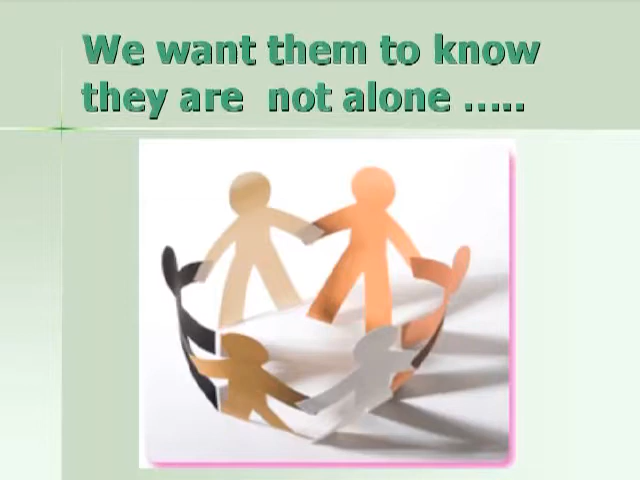 We want them to know
they are  not alone .....